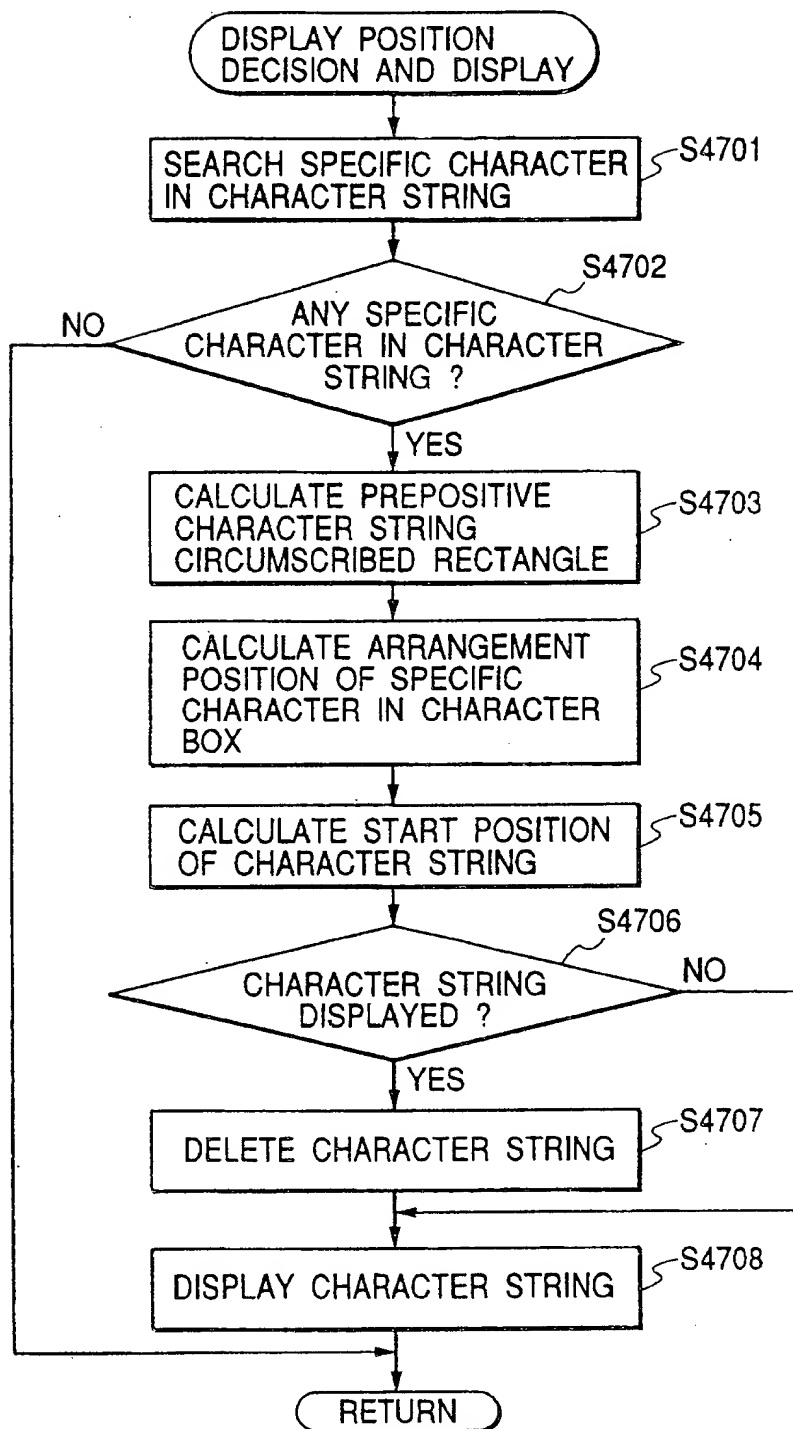 DISPLAY POSITION
DECISION AND DISPLAY
SEARCH SPECIFIC CHARACTER
IN CHARACTER STRING
S4701
S4702
ANY SPECIFIC
CHARACTER IN CHARACTER
STRING ?
NO
YES
CALCULATE PREPOSITIVE
CHARACTER STRING
CIRCUMSCRIBED RECTANGLE
S4703
CALCULATE ARRANGEMENT
POSITION OF SPECIFIC
CHARACTER IN CHARACTER
BOX
S4704
CALCULATE START POSITION
OF CHARACTER STRING
S4705
S4706
CHARACTER STRING
DISPLAYED ?
NO
YES
DELETE CHARACTER STRING
S4707
DISPLAY CHARACTER STRING
S4708
RETURN